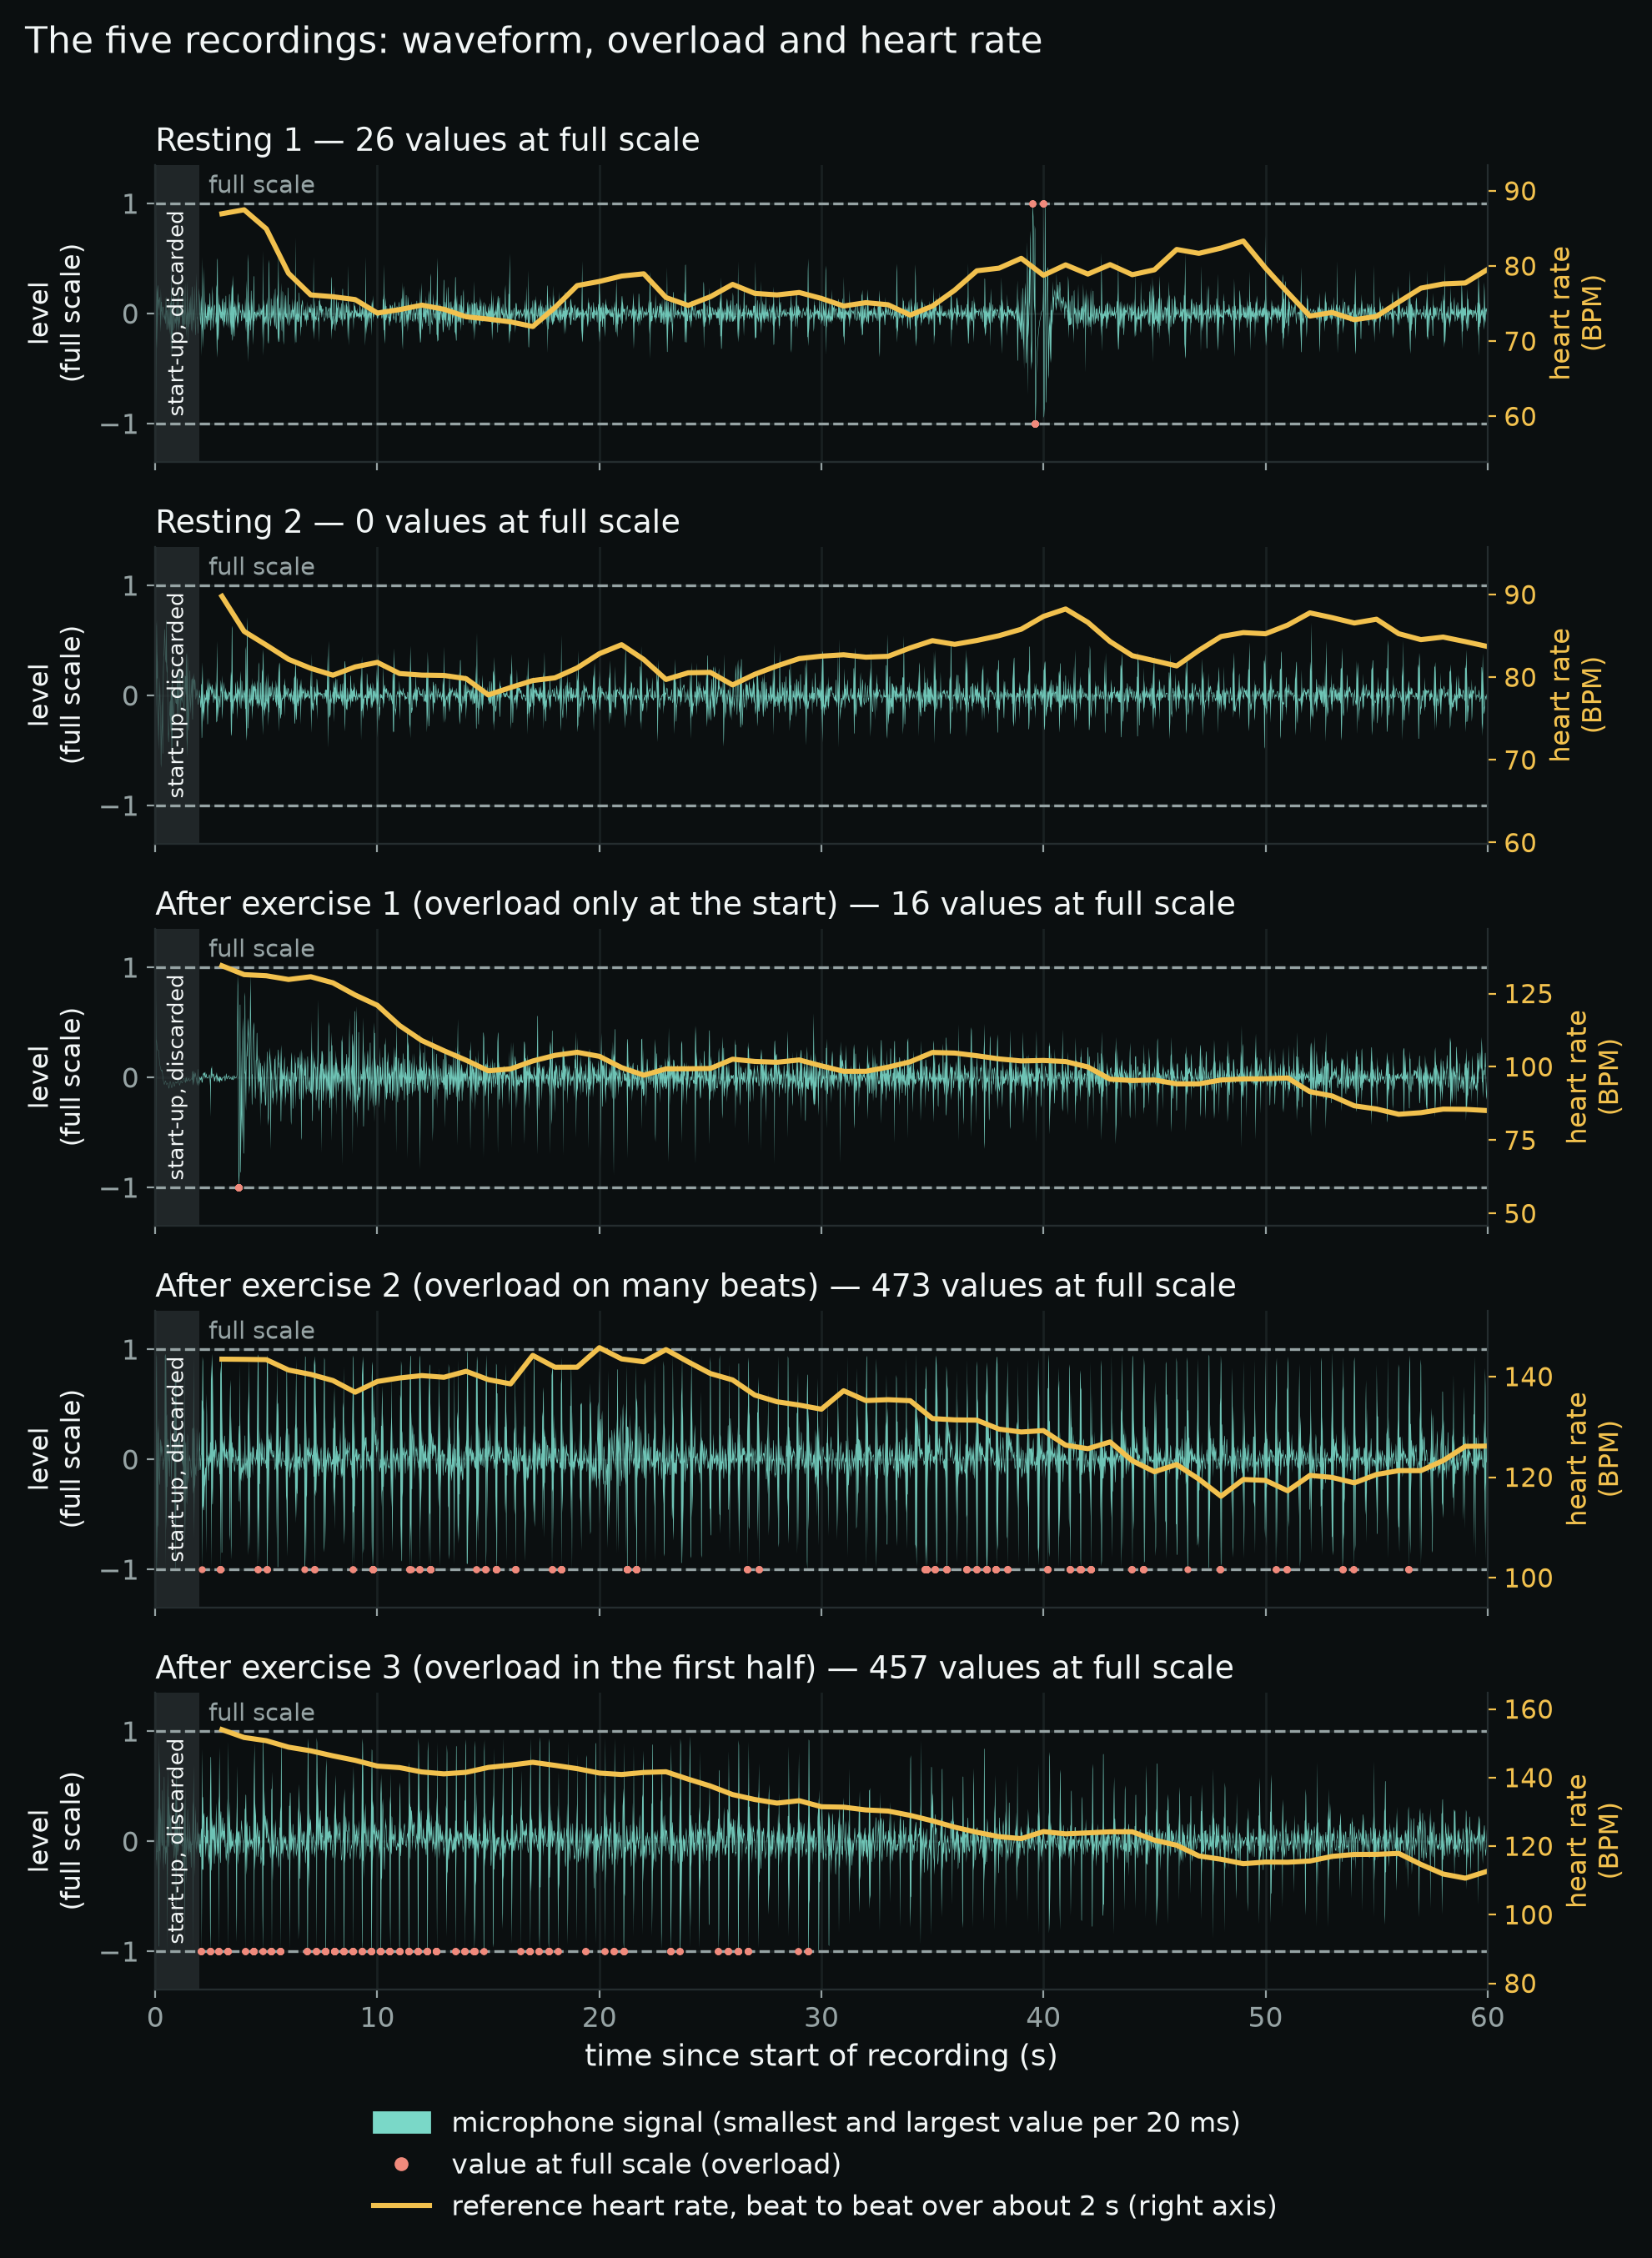 The five recordings: waveform, overload and heart rate
Resting 1 — 26 values at full scale
full scale
start-up, discarded
1
0
−1
level
(full scale)
90
80
70
60
heart rate
(BPM)
Resting 2 — 0 values at full scale
full scale
start-up, discarded
1
0
−1
level
(full scale)
90
80
70
60
heart rate
(BPM)
After exercise 1 (overload only at the start) — 16 values at full scale
full scale
start-up, discarded
1
0
−1
level
(full scale)
125
100
75
50
heart rate
(BPM)
After exercise 2 (overload on many beats) — 473 values at full scale
full scale
start-up, discarded
1
0
−1
level
(full scale)
140
120
100
heart rate
(BPM)
After exercise 3 (overload in the first half) — 457 values at full scale
full scale
start-up, discarded
1
0
−1
level
(full scale)
160
140
120
100
80
heart rate
(BPM)
0 10 20 30 40 50 60
time since start of recording (s)
microphone signal (smallest and largest value per 20 ms)
value at full scale (overload)
reference heart rate, beat to beat over about 2 s (right axis)